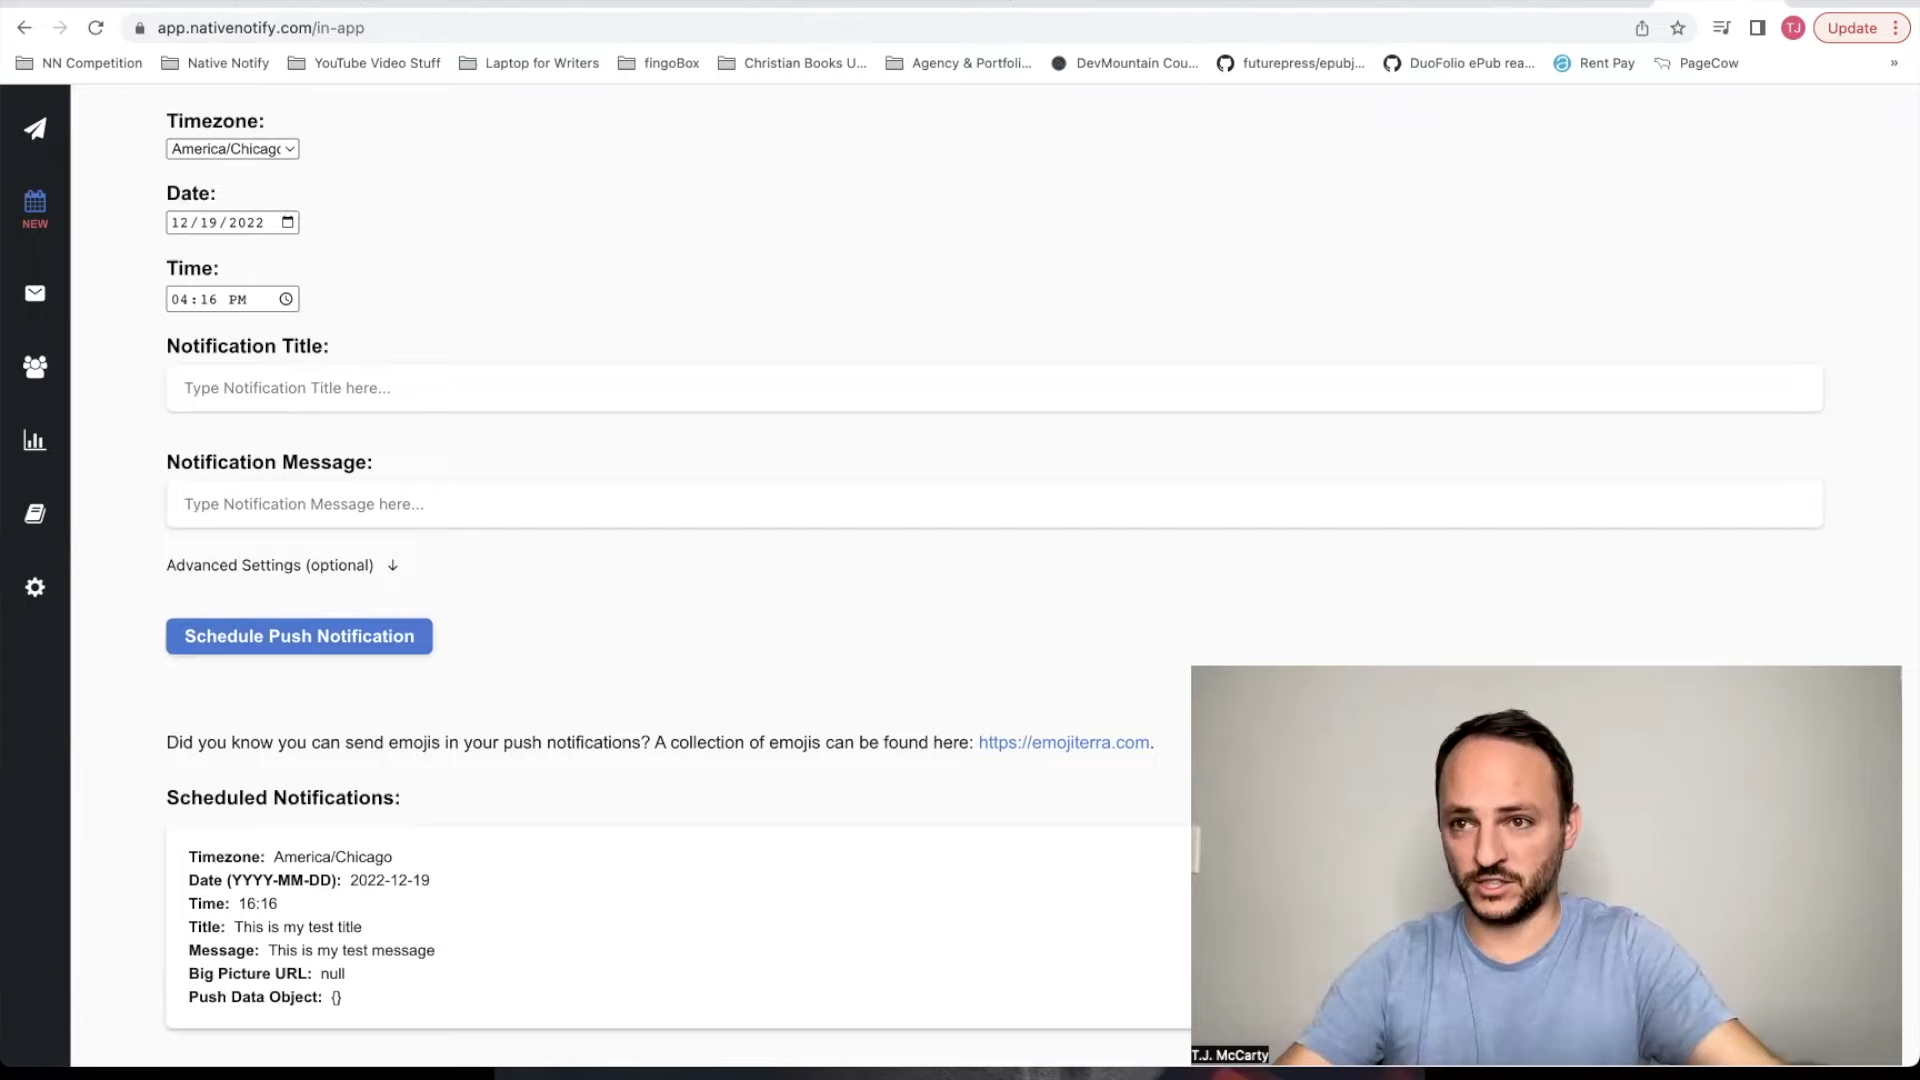 app.nativenotify.com/in-app
TJ
Update
NN Competition
Native Notify
YouTube Video Stuff
Laptop for Writers
fingoBox
Christian Books U...
Agency & Portfoli...
DevMountain Cou...
futurepress/epubj...
DuoFolio ePub rea...
Rent Pay
PageCow
»
NEW
Timezone:
America/Chicago
Date:
12/19/2022
Time:
04:16 PM
Notification Title:
Type Notification Title here...
Notification Message:
Type Notification Message here...
Advanced Settings (optional) ↓
Schedule Push Notification
Did you know you can send emojis in your push notifications? A collection of emojis can be found here: https://emojiterra.com.
Scheduled Notifications:
Timezone: America/Chicago
Date (YYYY-MM-DD): 2022-12-19
Time: 16:16
Title: This is my test title
Message: This is my test message
Big Picture URL: null
Push Data Object: {}
T.J. McCarty